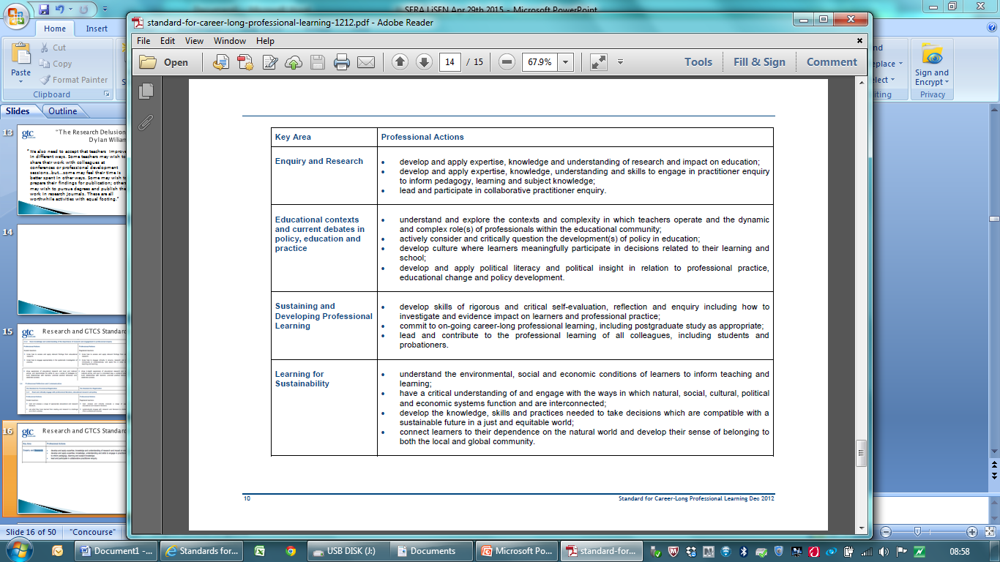 SERA LiSEN Apr 29th 2015 - Microsoft PowerPoint
standard-for-career-long-professional-learning-1212.pdf - Adobe Reader
Home
Insert
Cut
Copy
Format Painter
Paste
Clipboard
File Edit View Window Help
Open
14 / 15
67.9%
Tools
Fill & Sign
Comment
Sign and
Encrypt
Privacy
Slides
Outline
13
gtc
"The Research Delusion
Dylan Wiliam
"We also need to accept that teachers improve
in different ways. Some teachers may wish to
share their work with colleagues at
conferences or professional development
sessions...but...some may feel their time is
better spent in other ways. Some may wish to
prepare their findings for publication; others
may wish to pursue degrees and publish the
work in research journals. These are all
worthwhile activities with equal footing."
14
15
gtc
Research and GTCS Standard
16
gtc
Research and GTCS Standard
Key Area
Professional Actions
Key Area
Professional Actions
Enquiry and Research
• develop and apply expertise, knowledge and understanding of research and impact on education;
• develop and apply expertise, knowledge, understanding and skills to engage in practitioner enquiry
to inform pedagogy, learning and subject knowledge;
• lead and participate in collaborative practitioner enquiry.
Educational contexts
and current debates in
policy, education and
practice
• understand and explore the contexts and complexity in which teachers operate and the dynamic
and complex role(s) of professionals within the educational community;
• actively consider and critically question the development(s) of policy in education;
• develop culture where learners meaningfully participate in decisions related to their learning and
school;
• develop and apply political literacy and political insight in relation to professional practice,
educational change and policy development.
Sustaining and
Developing Professional
Learning
• develop skills of rigorous and critical self-evaluation, reflection and enquiry including how to
investigate and evidence impact on learners and professional practice;
• commit to on-going career-long professional learning, including postgraduate study as appropriate;
• lead and contribute to the professional learning of all colleagues, including students and
probationers.
Learning for
Sustainability
• understand the environmental, social and economic conditions of learners to inform teaching and
learning;
• have a critical understanding of and engage with the ways in which natural, social, cultural, political
and economic systems function and are interconnected;
• develop the knowledge, skills and practices needed to take decisions which are compatible with a
sustainable future in a just and equitable world;
• connect learners to their dependence on the natural world and develop their sense of belonging to
both the local and global community.
10
Standard for Career-Long Professional Learning Dec 2012
Slide 16 of 50
"Concourse"
Document1 -...
Standards for...
USB DISK (J:)
Documents
Microsoft Po...
standard-for...
08:58